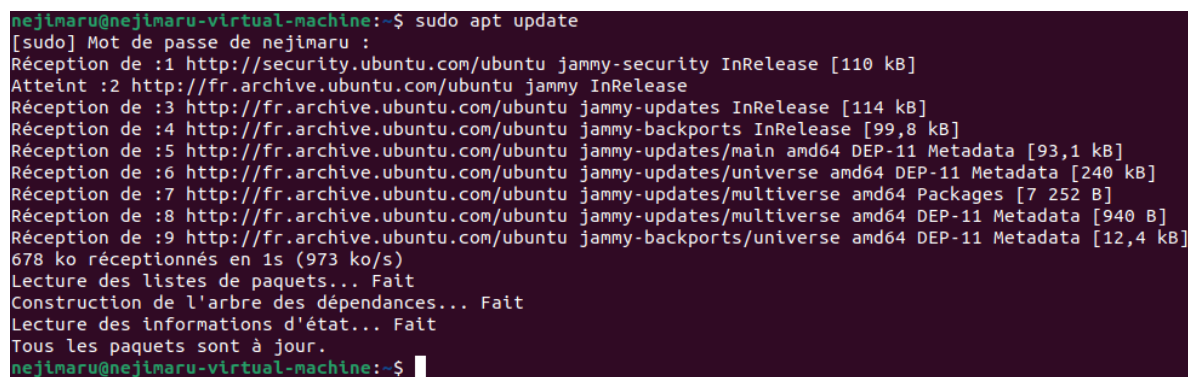 nejimaru@nejimaru-virtual-machine:~$ sudo apt update
[sudo] Mot de passe de nejimaru :
Réception de :1 http://security.ubuntu.com/ubuntu jammy-security InRelease [110 kB]
Atteint :2 http://fr.archive.ubuntu.com/ubuntu jammy InRelease
Réception de :3 http://fr.archive.ubuntu.com/ubuntu jammy-updates InRelease [114 kB]
Réception de :4 http://fr.archive.ubuntu.com/ubuntu jammy-backports InRelease [99,8 kB]
Réception de :5 http://fr.archive.ubuntu.com/ubuntu jammy-updates/main amd64 DEP-11 Metadata [93,1 kB]
Réception de :6 http://fr.archive.ubuntu.com/ubuntu jammy-updates/universe amd64 DEP-11 Metadata [240 kB]
Réception de :7 http://fr.archive.ubuntu.com/ubuntu jammy-updates/multiverse amd64 Packages [7 252 B]
Réception de :8 http://fr.archive.ubuntu.com/ubuntu jammy-updates/multiverse amd64 DEP-11 Metadata [940 B]
Réception de :9 http://fr.archive.ubuntu.com/ubuntu jammy-backports/universe amd64 DEP-11 Metadata [12,4 kB]
678 ko réceptionnés en 1s (973 ko/s)
Lecture des listes de paquets... Fait
Construction de l'arbre des dépendances... Fait
Lecture des informations d'état... Fait
Tous les paquets sont à jour.
nejimaru@nejimaru-virtual-machine:~$